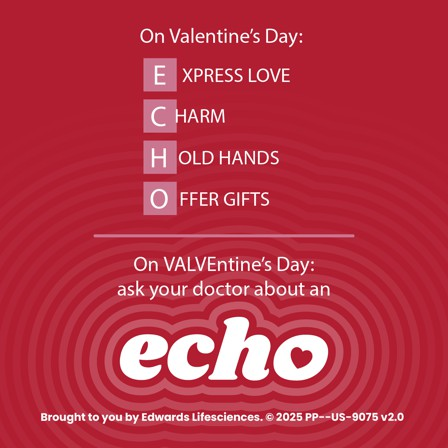 On Valentine's Day:
E XPRESS LOVE
C HARM
H OLD HANDS
O FFER GIFTS
On VALVEntine's Day:
ask your doctor about an
echo
Brought to you by Edwards Lifesciences. © 2025 PP--US-9075 v2.0